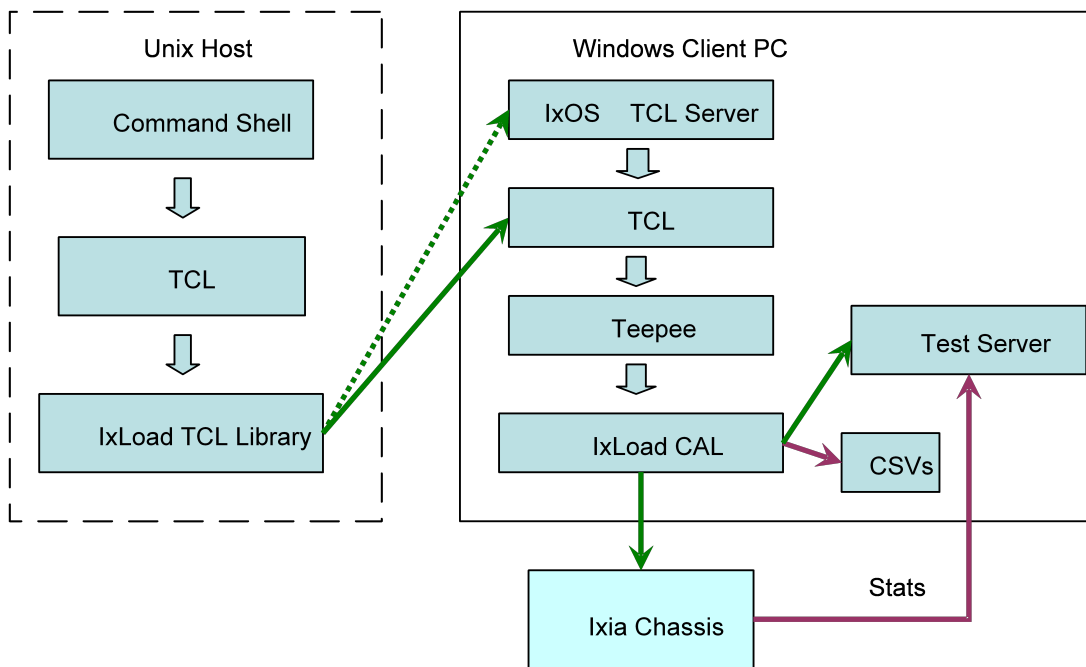 Unix Host
Command Shell
TCL
IxLoad TCL Library
Windows Client PC
IxOS TCL Server
TCL
Teepee
IxLoad CAL
Test Server
CSVs
Ixia Chassis
Stats